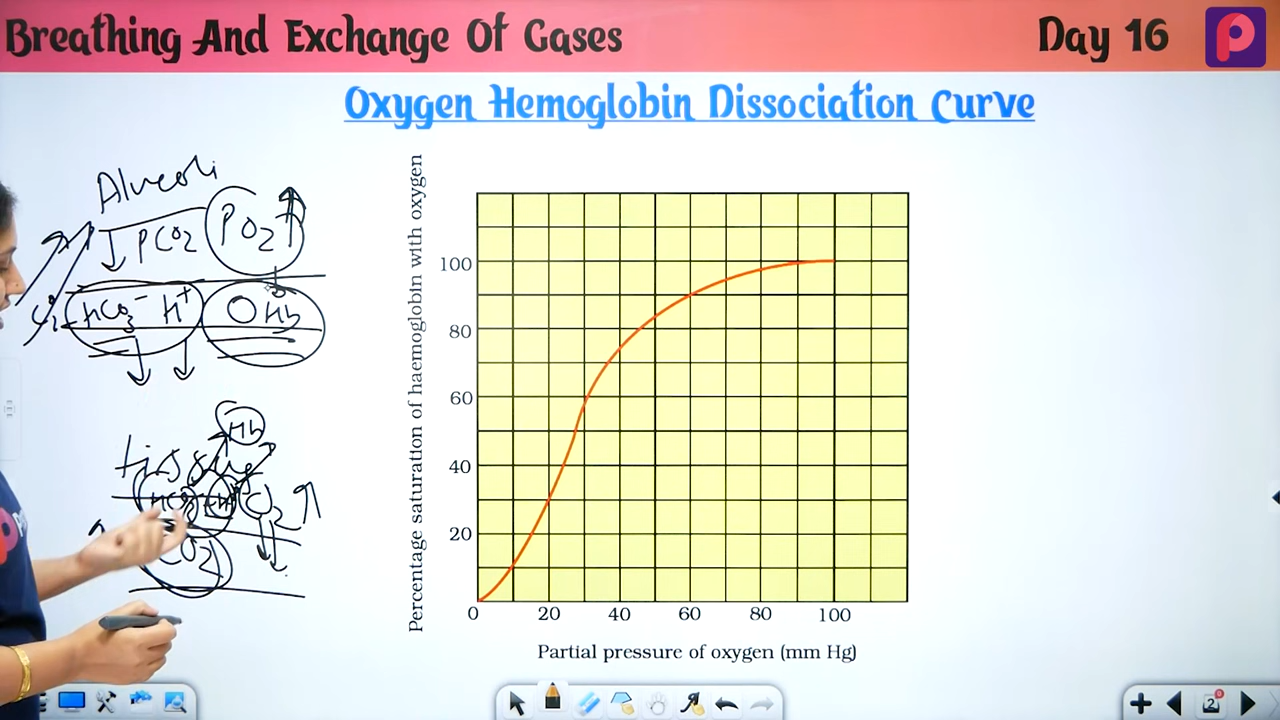 Breathing And Exchange Of Gases
Day 16
Oxygen Hemoglobin Dissociation Curve
Alveoli
pCO2 pO2
HCO3- H+ OHb
Hb
tissue
CO2
Percentage saturation of haemoglobin with oxygen
100
80
60
40
20
0 20 40 60 80 100
Partial pressure of oxygen (mm Hg)
2